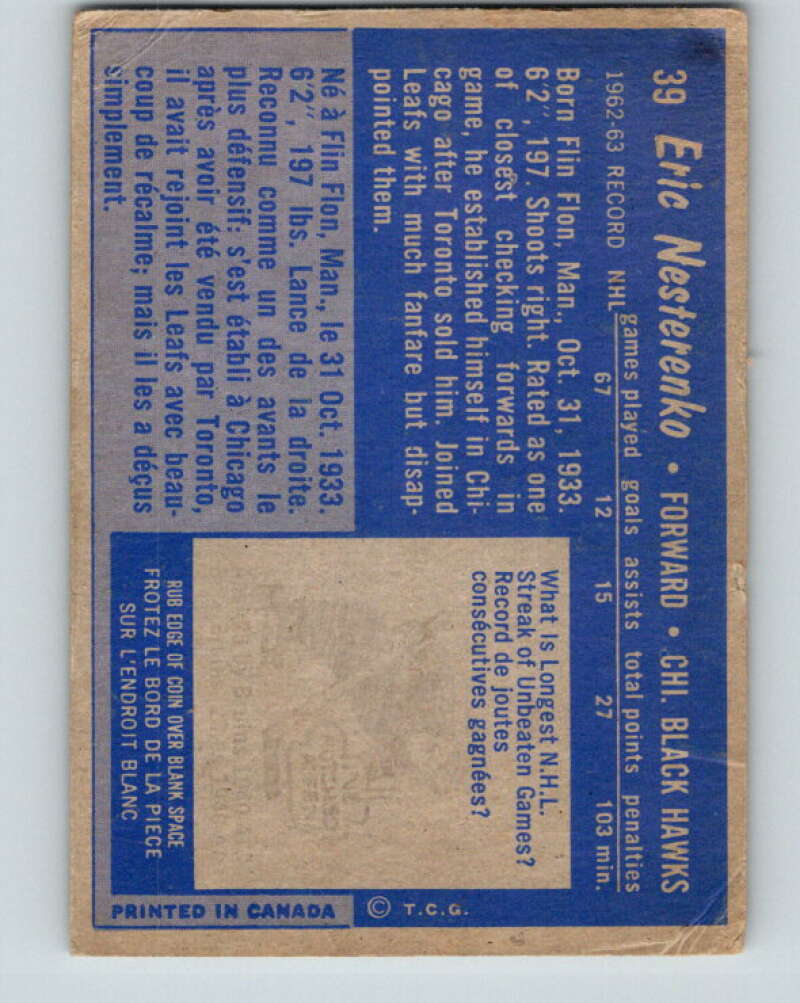 39 Eric Nesterenko • FORWARD • CHI. BLACK HAWKS
games played goals assists total points penalties
1962-63 RECORD NHL 67 12 15 27 103 min.
Born Flin Flon, Man., Oct. 31, 1933.
6'2", 197. Shoots right. Rated as one
of closest checking forwards in
game, he established himself in Chi-
cago after Toronto sold him. Joined
Leafs with much fanfare but disap-
pointed them.
Né à Flin Flon, Man., le 31 Oct. 1933.
6'2", 197 lbs. Lance de la droite.
Reconnu comme un des avants le
plus défensif: s'est établi à Chicago
après avoir été vendu par Toronto,
il avait rejoint les Leafs avec beau-
coup de récalme; mais il les a déçus
simplement.
What Is Longest N.H.L.
Streak of Unbeaten Games?
Record de joutes
consécutives gagnées?
RUB EDGE OF COIN OVER BLANK SPACE
FROTEZ LE BORD DE LA PIECE
SUR L'ENDROIT BLANC
© T.C.G.
PRINTED IN CANADA